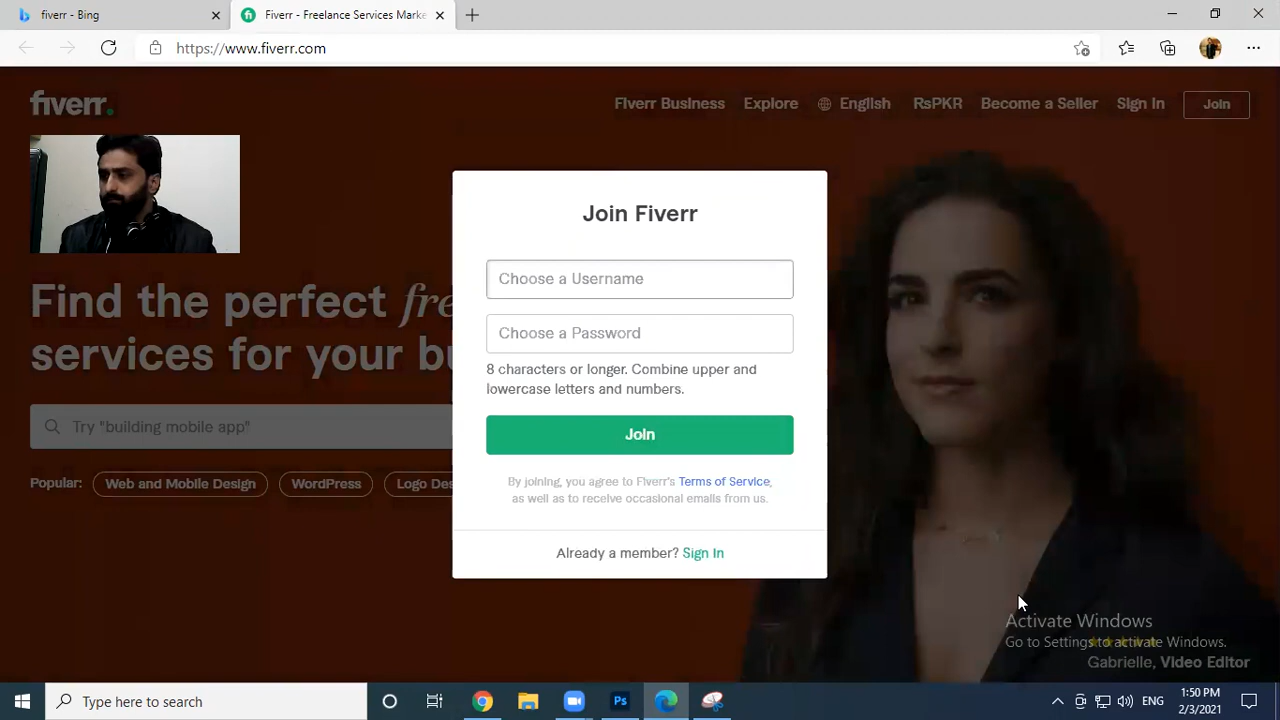 fiverr - Bing
Fiverr - Freelance Services Marke
https://www.fiverr.com
fiverr.
Fiverr Business
Explore
English
RsPKR
Become a Seller
Sign In
Join
Join Fiverr
Choose a Username
Choose a Password
8 characters or longer. Combine upper and
lowercase letters and numbers.
Join
By joining, you agree to Fiverr's Terms of Service,
as well as to receive occasional emails from us.
Already a member? Sign In
Find the perfect fre
services for your bu
Try "building mobile app"
Popular:
Web and Mobile Design
WordPress
Logo Des
Activate Windows
Go to Settings to activate Windows.
Gabrielle, Video Editor
Type here to search
Ps
ENG
1:50 PM
2/3/2021